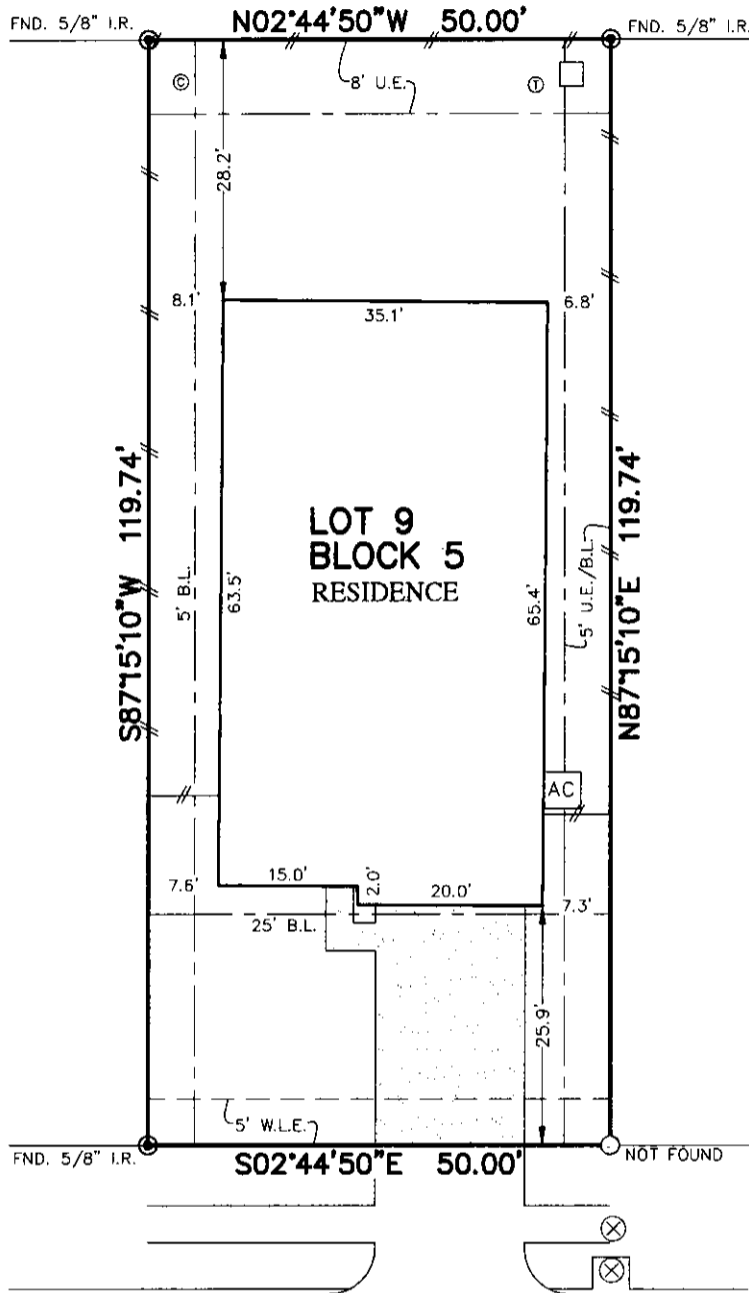 FND. 5/8" I.R.
N02°44'50"W 50.00'
FND. 5/8" I.R.
Ⓒ
8' U.E.
Ⓣ
28.2'
8.1'
35.1'
6.8'
S87°15'10"W 119.74'
5' B.L.
63.5'
LOT 9
BLOCK 5
RESIDENCE
65.4'
5' U.E./B.L.
N87°15'10"E 119.74'
AC
7.6'
15.0'
2.0'
20.0'
7.3'
25' B.L.
25.9'
5' W.L.E.
FND. 5/8" I.R.
S02°44'50"E 50.00'
NOT FOUND